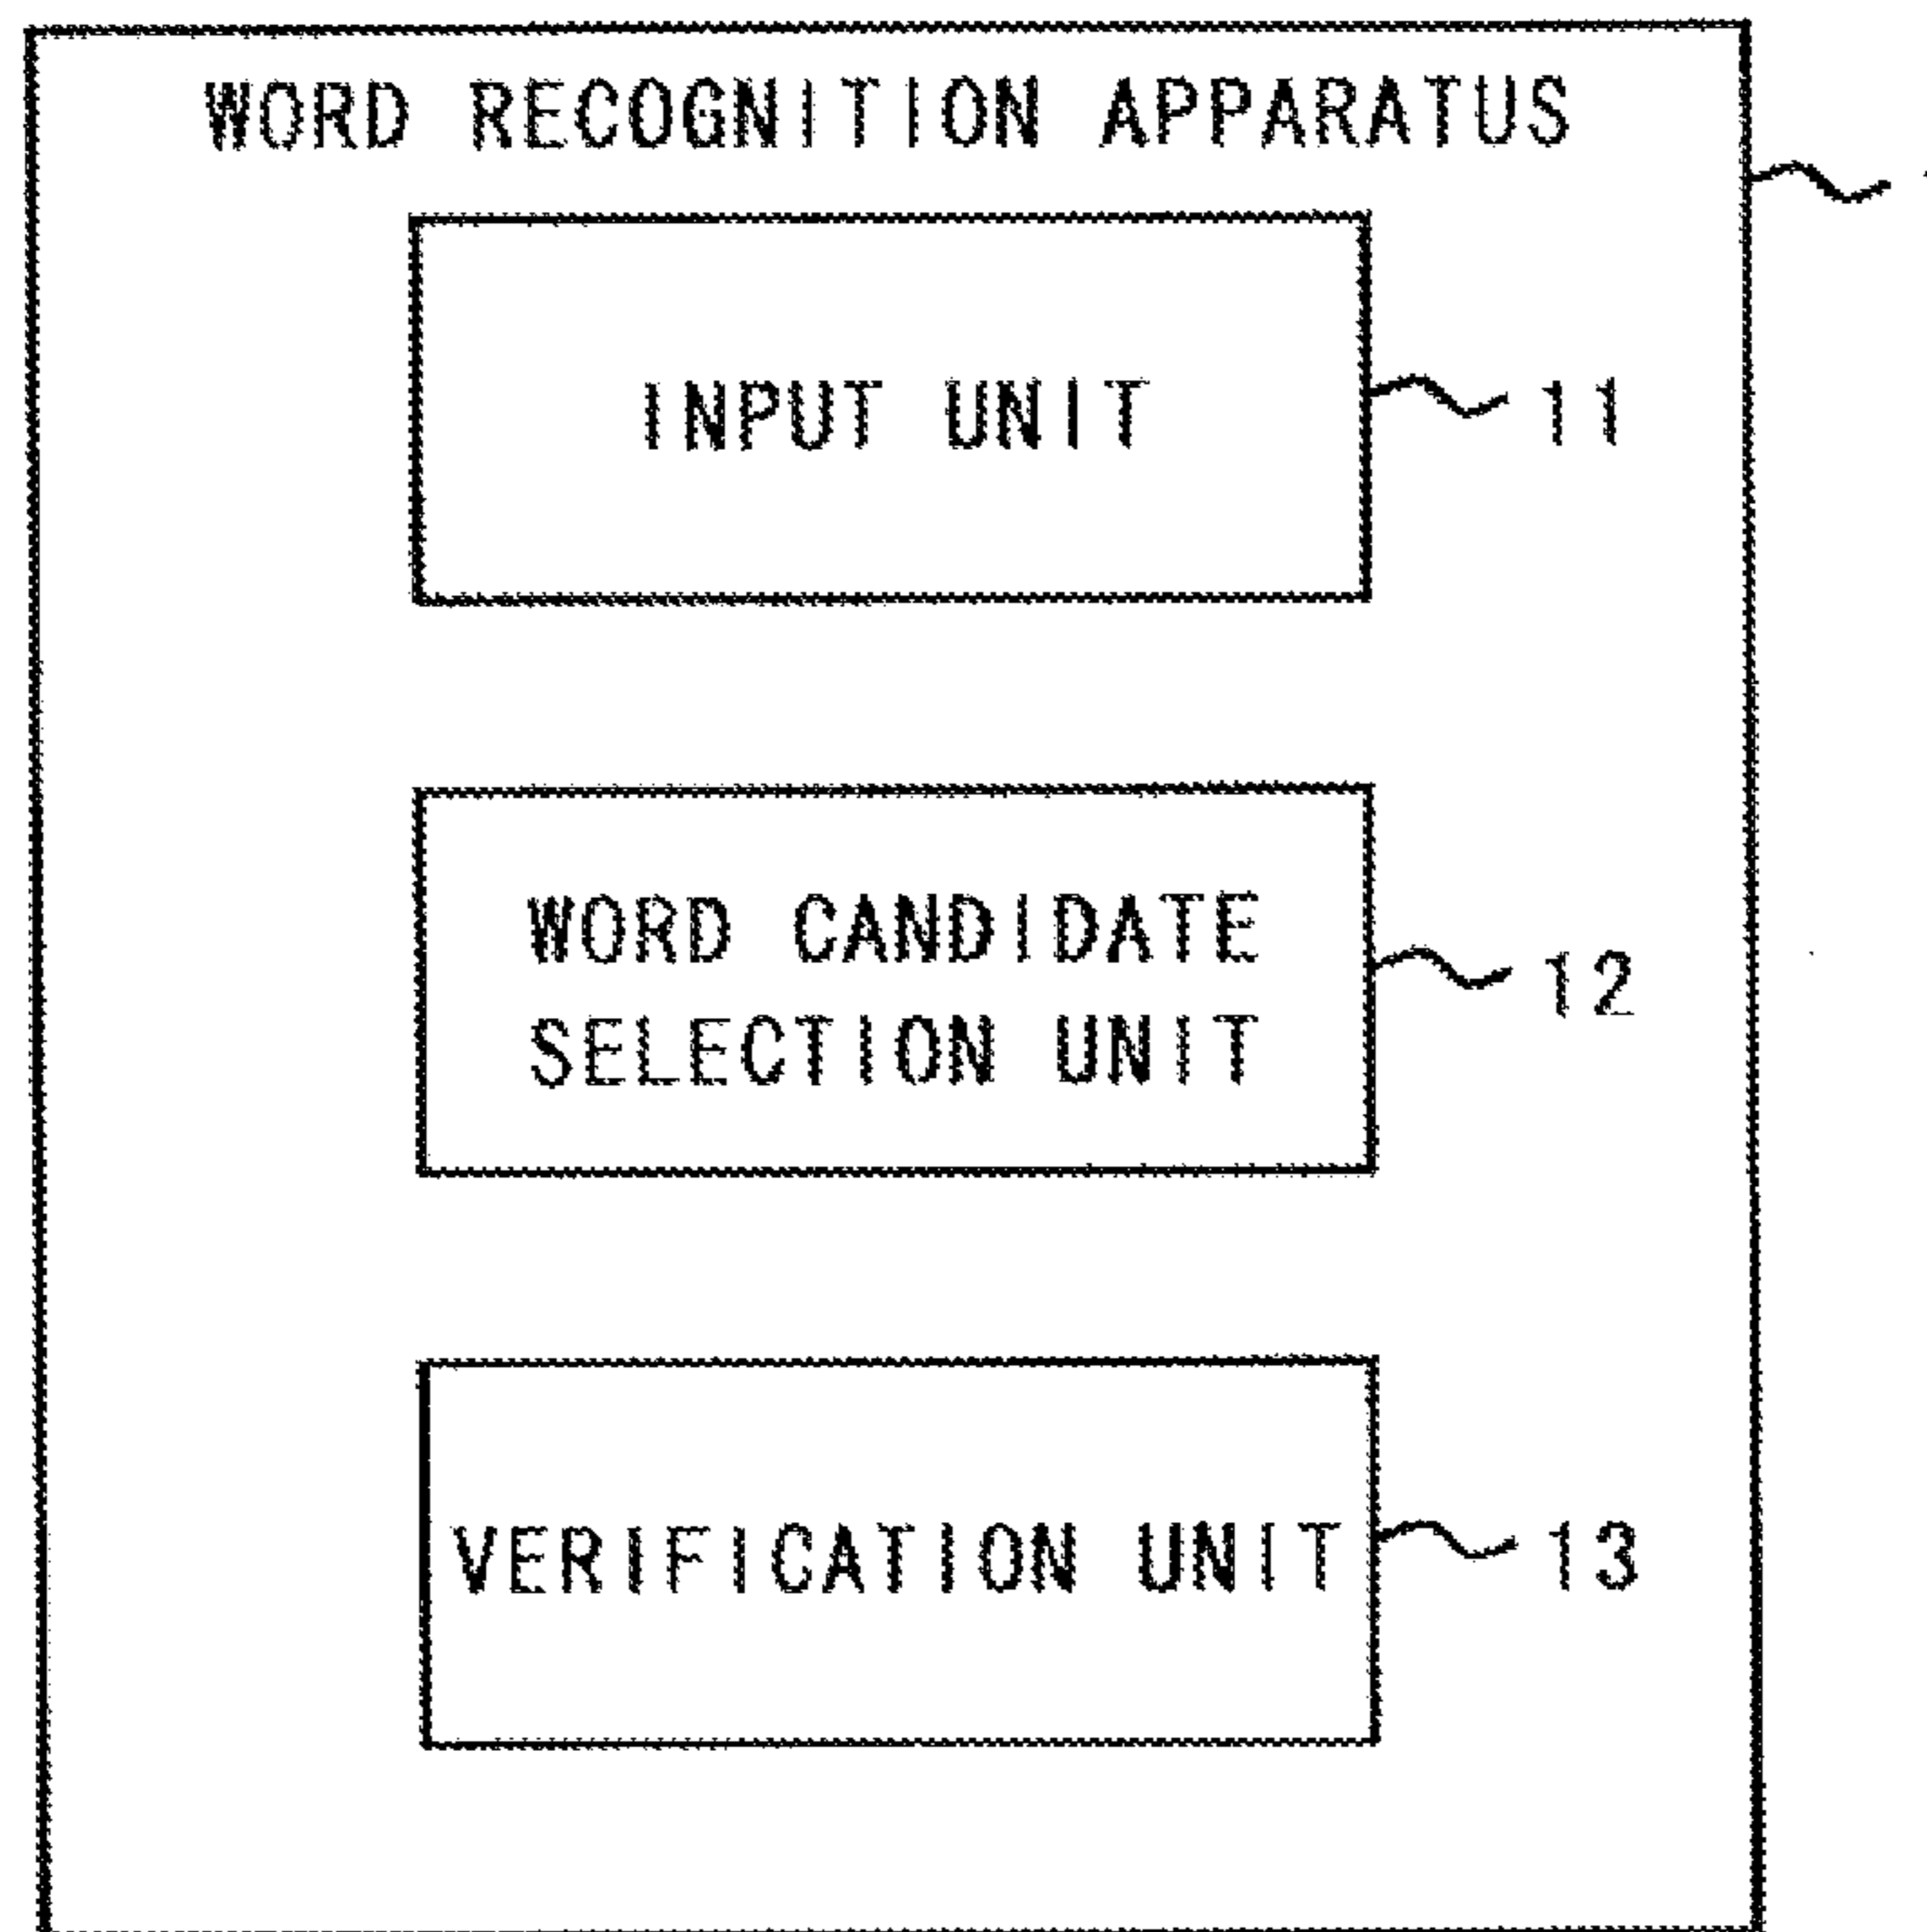 WORD RECOGNITION APPARATUS
INPUT UNIT
11
WORD CANDIDATE
SELECTION UNIT
12
VERIFICATION UNIT
13